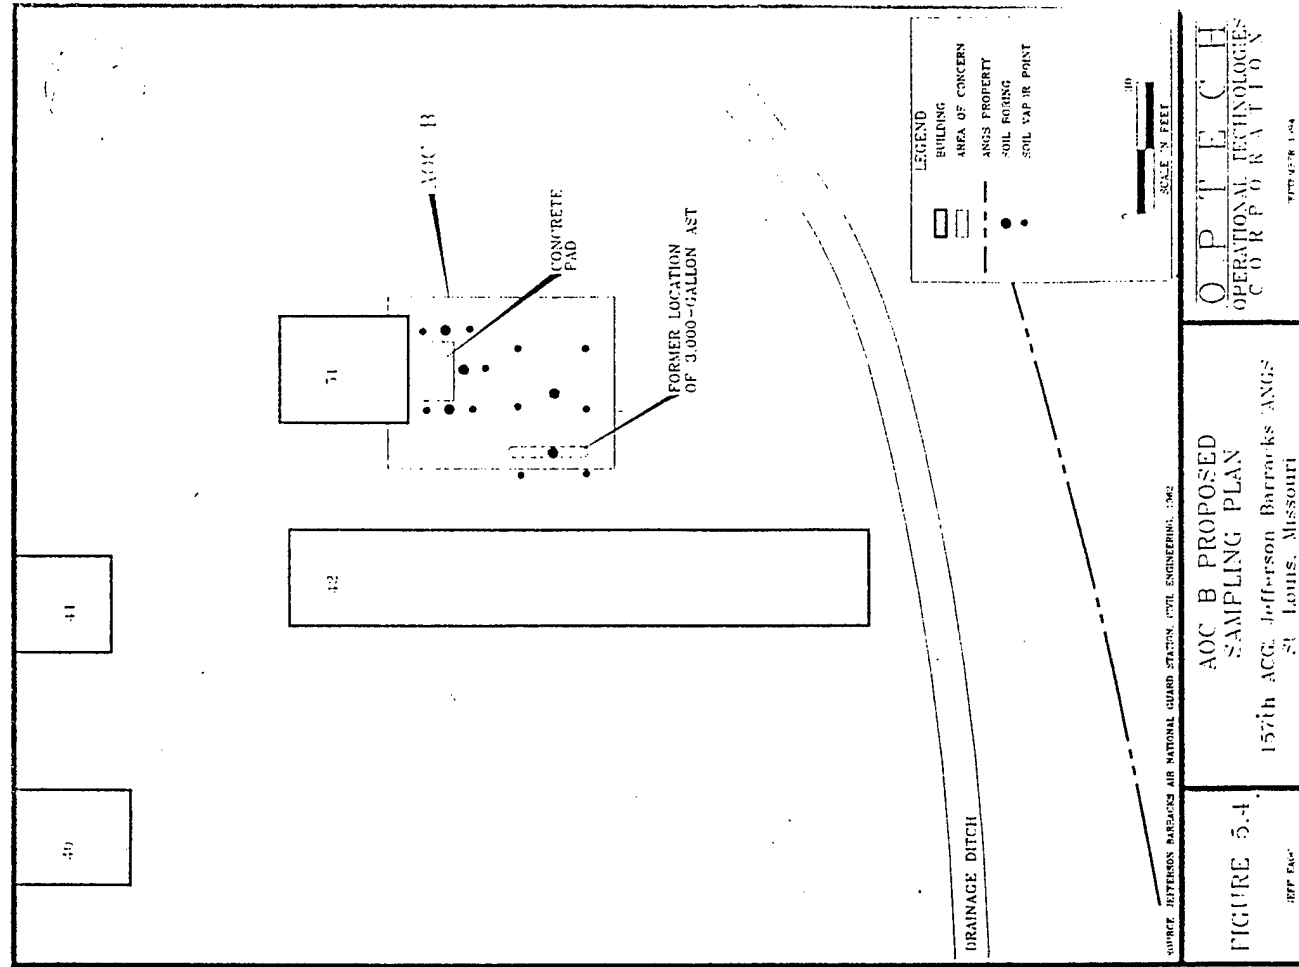 40
44
42
51
AOC B
CONCRETE
PAD
FORMER LOCATION
OF 3,000-GALLON AST
DRAINAGE DITCH
LEGEND
BUILDING
AREA OF CONCERN
ANGS PROPERTY
SOIL BORING
SOIL VAPOR POINT
0
SCALE IN FEET
SOURCE: JEFFERSON BARRACKS AIR NATIONAL GUARD STATION, CIVIL ENGINEERING,
FIGURE 5.4
AOC B PROPOSED
SAMPLING PLAN
157th ACG, Jefferson Barracks ANGS
St. Louis, Missouri
OPTECH
OPERATIONAL TECHNOLOGIES
CORPORATION